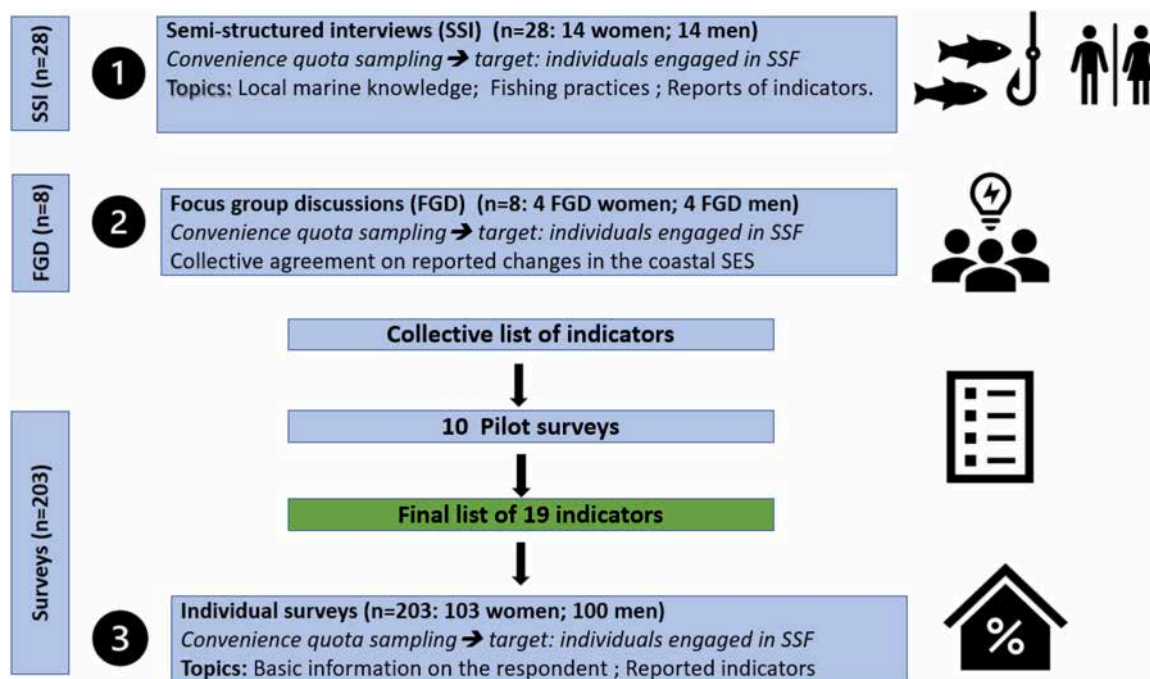 SSI (n=28)
1
Semi-structured interviews (SSI) (n=28: 14 women; 14 men)
Convenience quota sampling ➔ target: individuals engaged in SSF
Topics: Local marine knowledge; Fishing practices ; Reports of indicators.
FGD (n=8)
2
Focus group discussions (FGD) (n=8: 4 FGD women; 4 FGD men)
Convenience quota sampling ➔ target: individuals engaged in SSF
Collective agreement on reported changes in the coastal SES
Collective list of indicators
10 Pilot surveys
Final list of 19 indicators
Surveys (n=203)
3
Individual surveys (n=203: 103 women; 100 men)
Convenience quota sampling ➔ target: individuals engaged in SSF
Topics: Basic information on the respondent ; Reported indicators
%